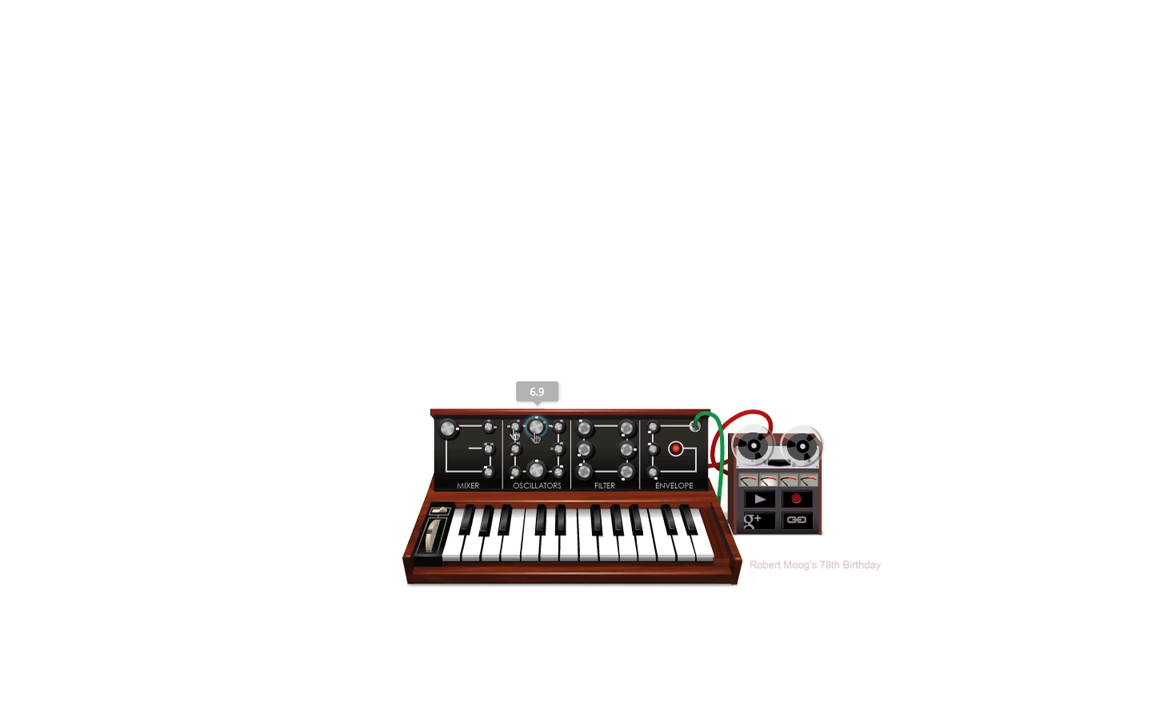 6.9
MIXER OSCILLATORS FILTER ENVELOPE
g+
Robert Moog's 78th Birthday